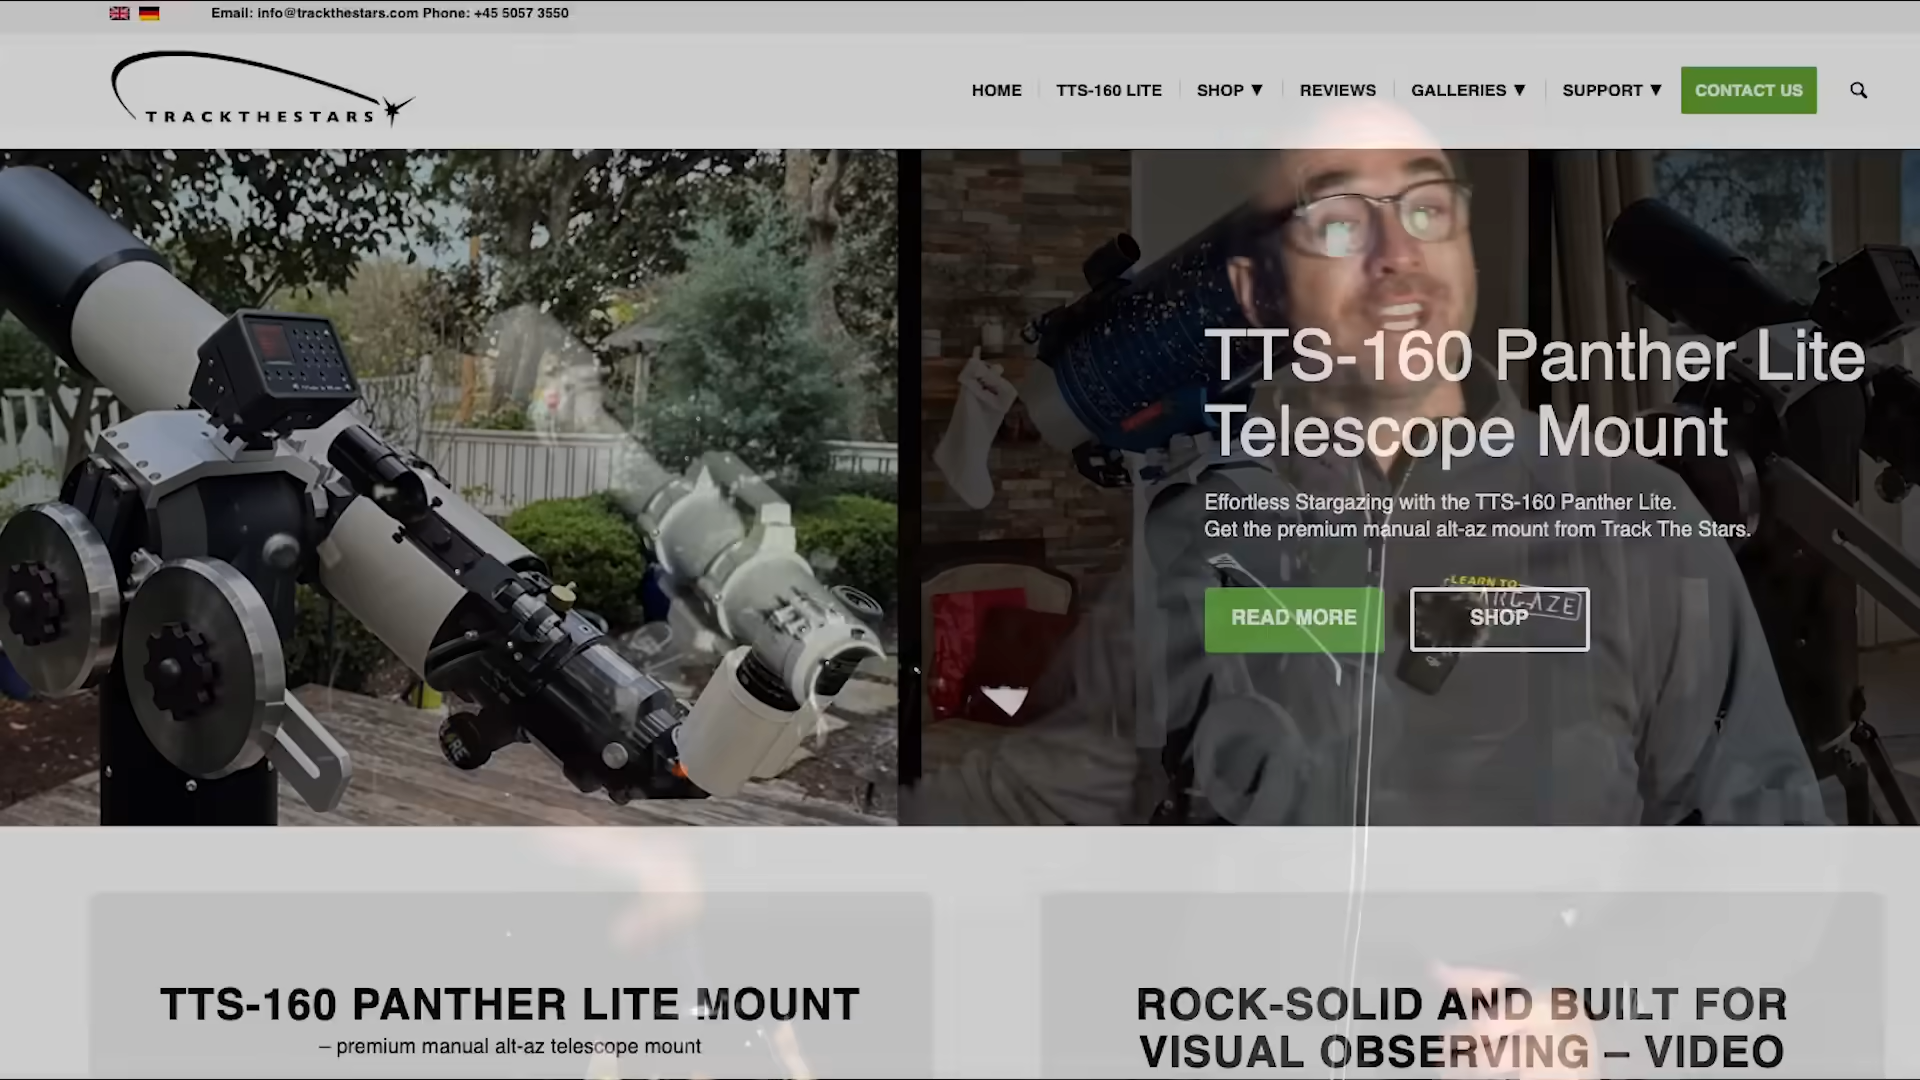 Email: info@trackthestars.com Phone: +45 5057 3550
TRACKTHESTARS
HOME
TTS-160 LITE
SHOP ▼
REVIEWS
GALLERIES ▼
SUPPORT ▼
CONTACT US
TTS-160 Panther Lite
Telescope Mount
Effortless Stargazing with the TTS-160 Panther Lite.
Get the premium manual alt-az mount from Track The Stars.
LEARN TO
READ MORE
SHOP
TTS-160 PANTHER LITE MOUNT
– premium manual alt-az telescope mount
ROCK-SOLID AND BUILT FOR
VISUAL OBSERVING – VIDEO